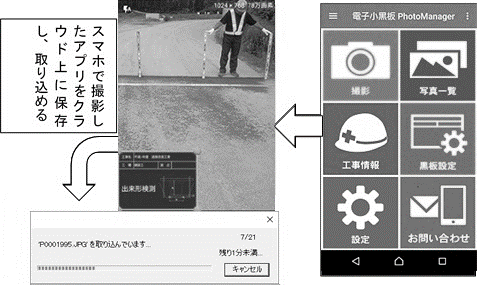 スマホで撮影し
たアプリをクラ
ウド上に保存
し、取り込める
1024 * 768 78万画素
出来形検測
7/21
'P0001995.JPG' を取り込んでいます...
残り1分未満...
キャンセル
電子小黒板 PhotoManager
撮影
写真一覧
工事情報
黒板設定
設定
お問い合わせ